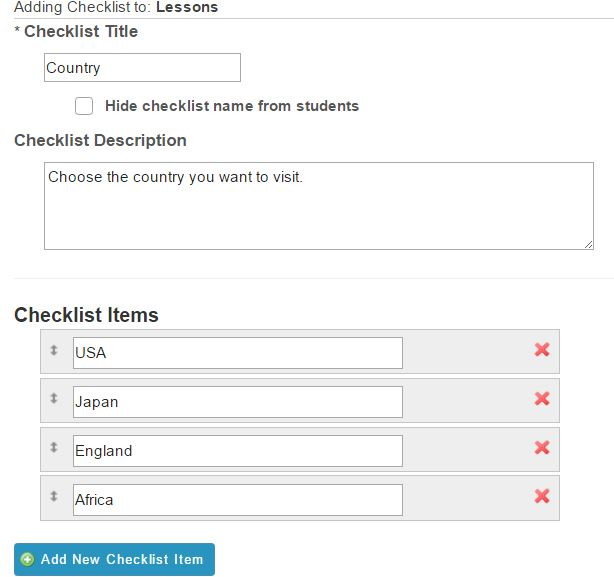 Adding Checklist to: Lessons
* Checklist Title
Country
Hide checklist name from students
Checklist Description
Choose the country you want to visit.
Checklist Items
USA
Japan
England
Africa
Add New Checklist Item